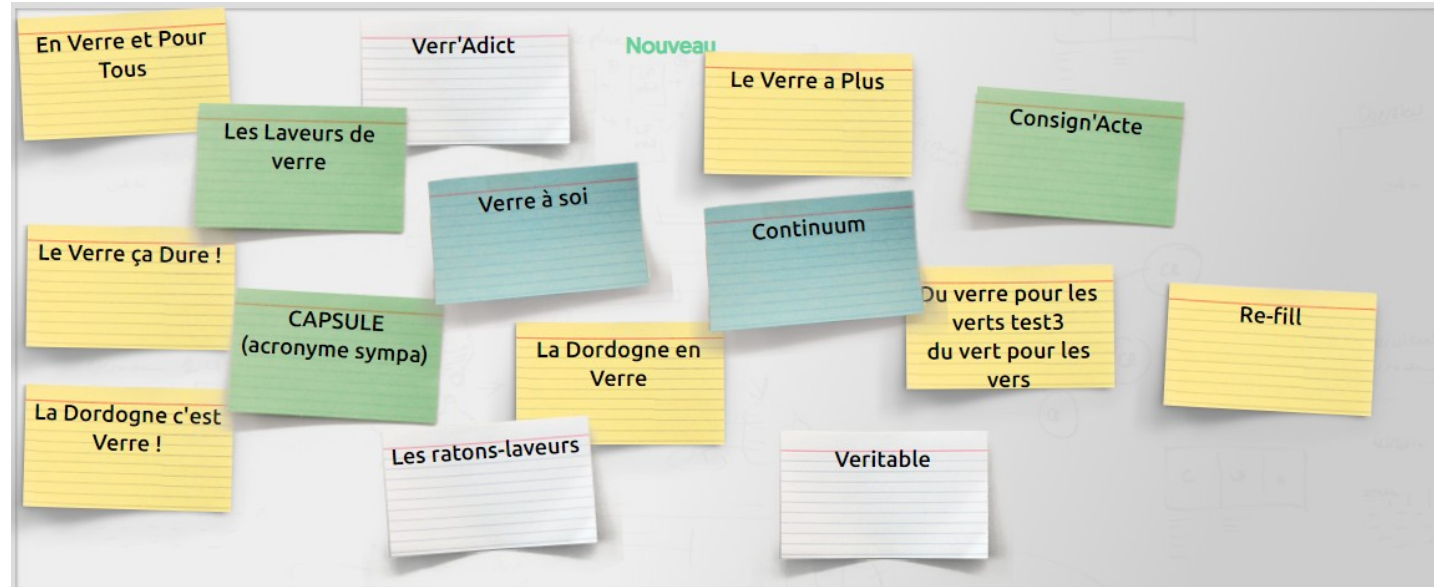 En Verre et Pour
Tous
Verr'Adict
Nouveau
Le Verre a Plus
Consign'Acte
Les Laveurs de
verre
Verre à soi
Continuum
Le Verre ça Dure !
CAPSULE
(acronyme sympa)
La Dordogne en
Verre
Du verre pour les
verts test3
du vert pour les
vers
Re-fill
La Dordogne c'est
Verre !
Les ratons-laveurs
Veritable